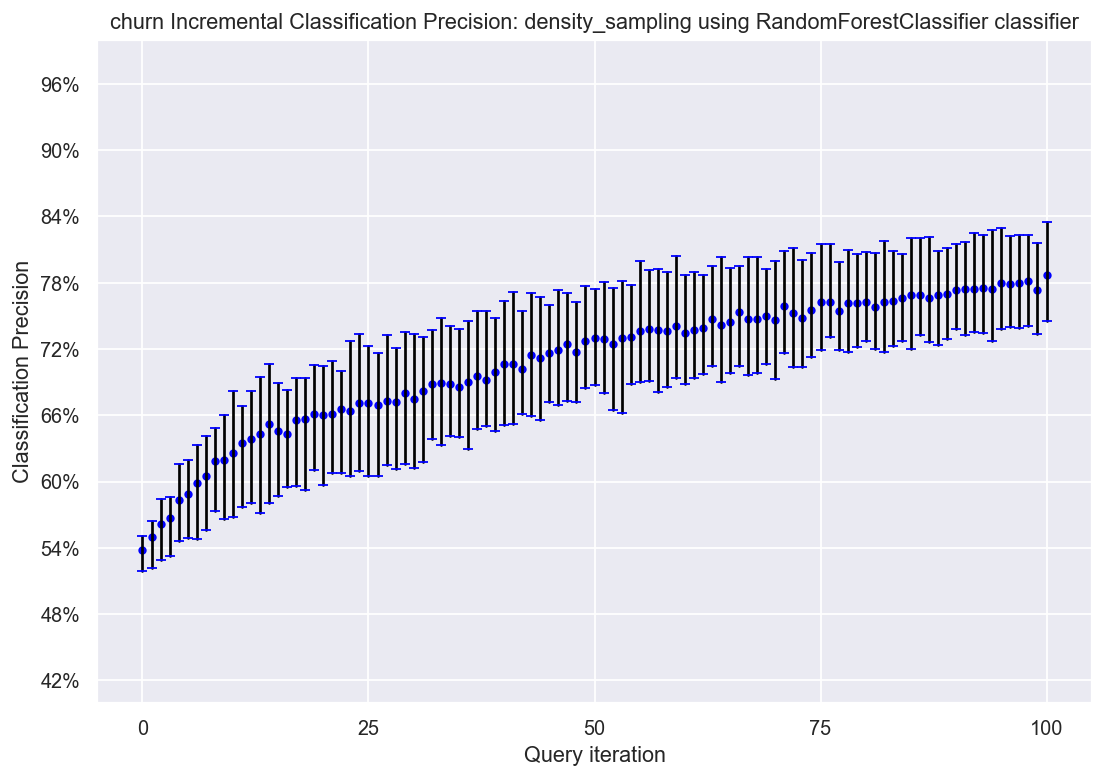 churn Incremental Classification Precision: density_sampling using RandomForestClassifier classifier
96%
90%
84%
78%
72%
66%
60%
54%
48%
42%
Classification Precision
0 25 50 75 100
Query iteration